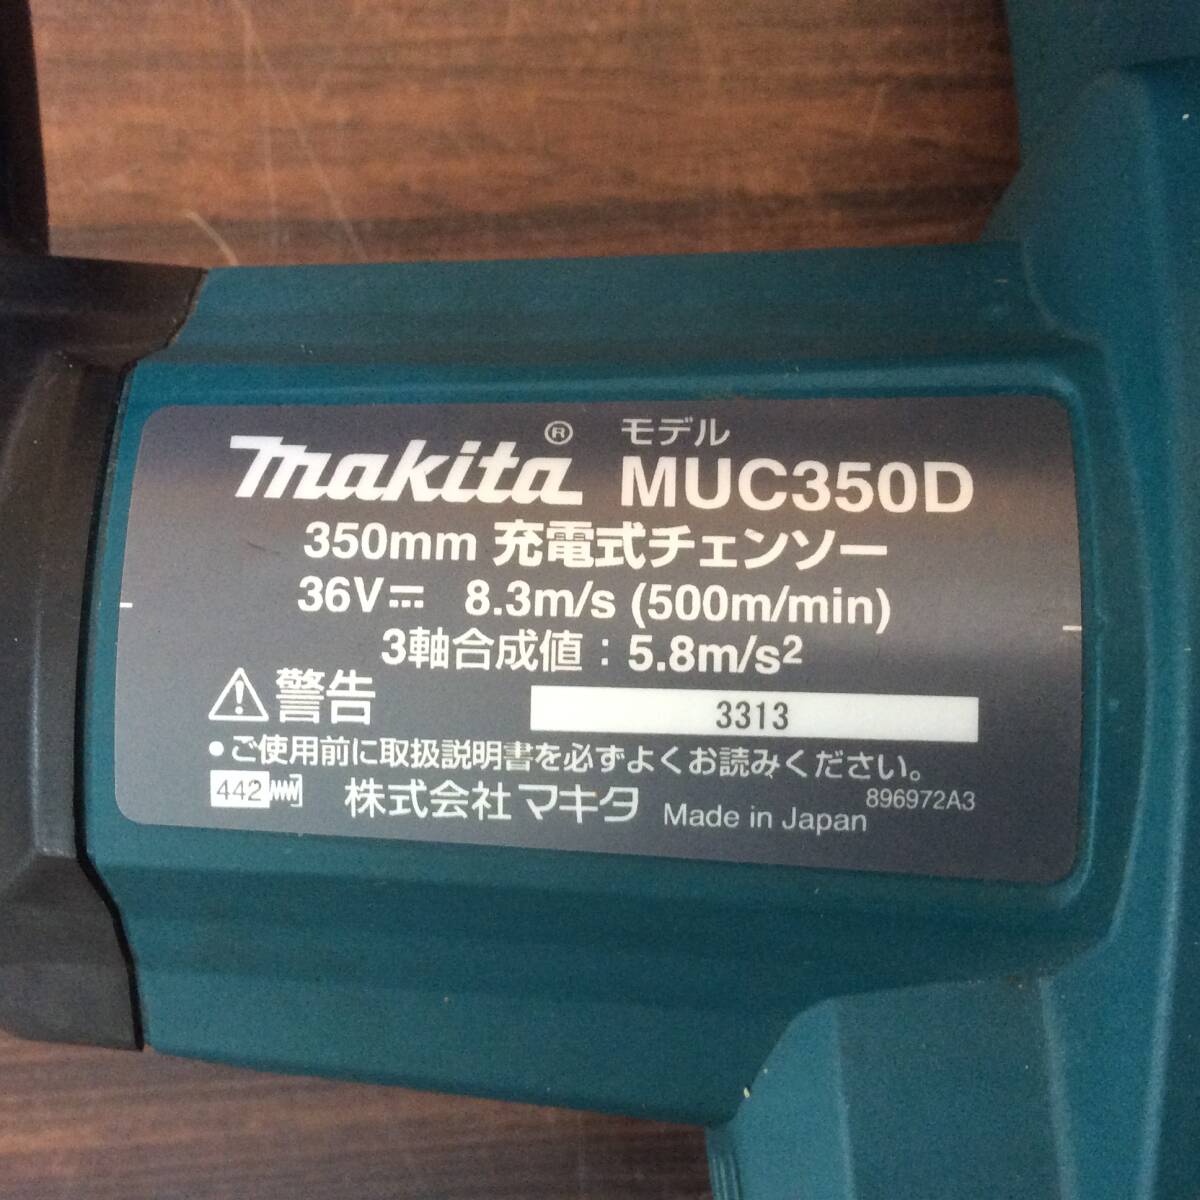 makita® モデル MUC350D
350mm 充電式チェンソー
36V⎓ 8.3m/s (500m/min)
3軸合成値：5.8m/s²
⚠警告 3313
•ご使用前に取扱説明書を必ずよくお読みください。
442 株式会社マキタ Made in Japan 896972A3